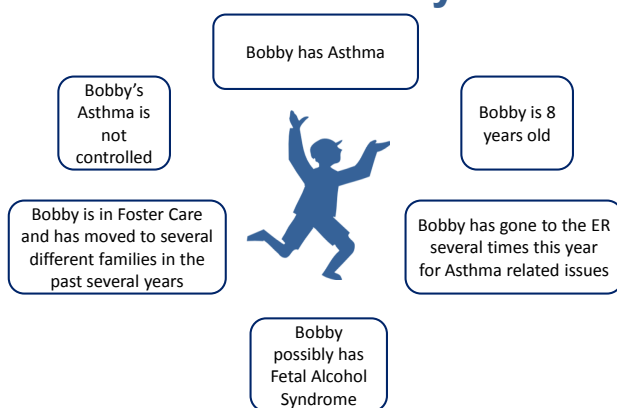 Bobby has Asthma
Bobby's
Asthma is
not
controlled
Bobby is 8
years old
Bobby is in Foster Care
and has moved to several
different families in the
past several years
Bobby has gone to the ER
several times this year
for Asthma related issues
Bobby
possibly has
Fetal Alcohol
Syndrome